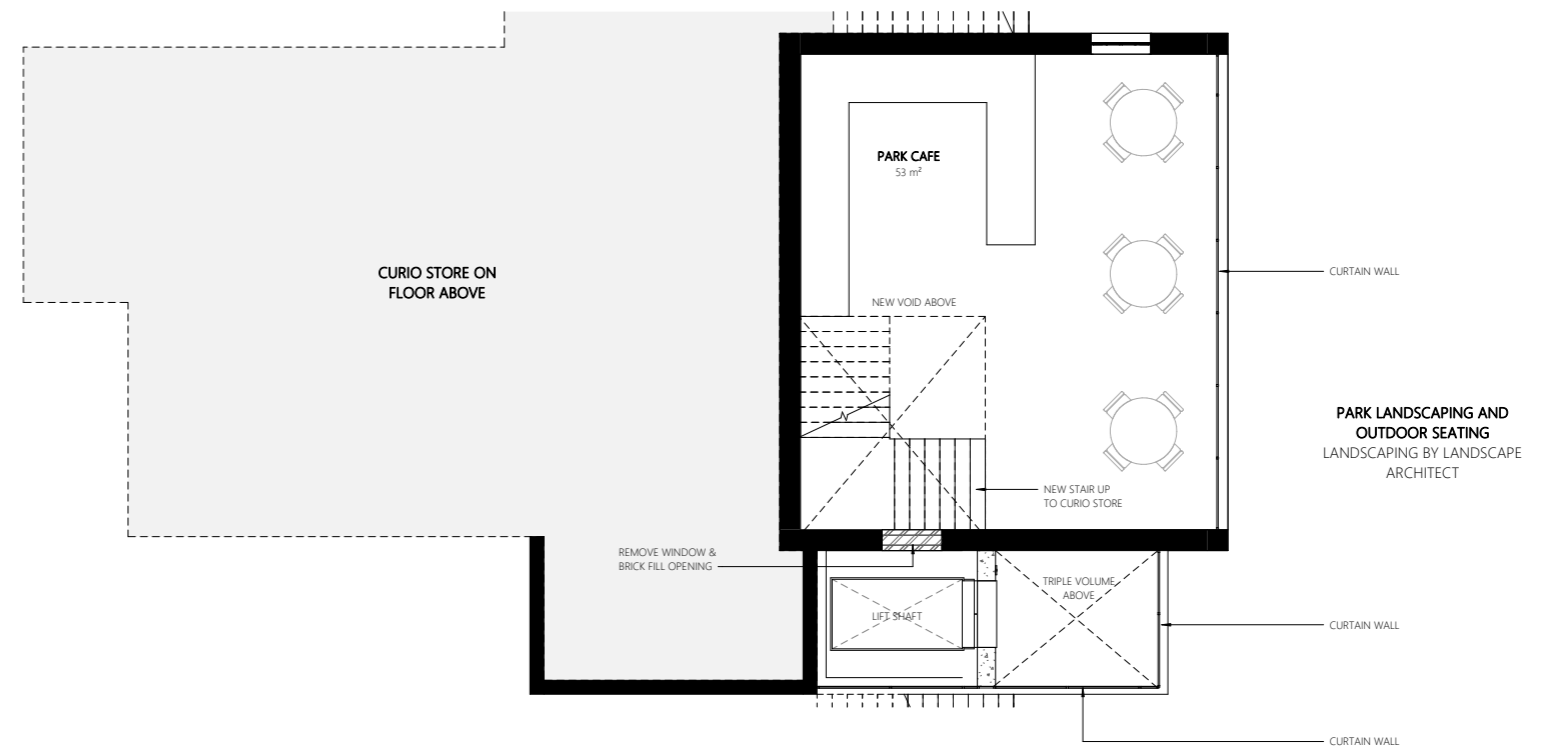 PARK CAFE
53 m²
CURIO STORE ON
FLOOR ABOVE
CURTAIN WALL
NEW VOID ABOVE
PARK LANDSCAPING AND
OUTDOOR SEATING
LANDSCAPING BY LANDSCAPE
ARCHITECT
NEW STAIR UP
TO CURIO STORE
REMOVE WINDOW &
BRICK FILL OPENING
TRIPLE VOLUME
ABOVE
LIFT SHAFT
CURTAIN WALL
CURTAIN WALL